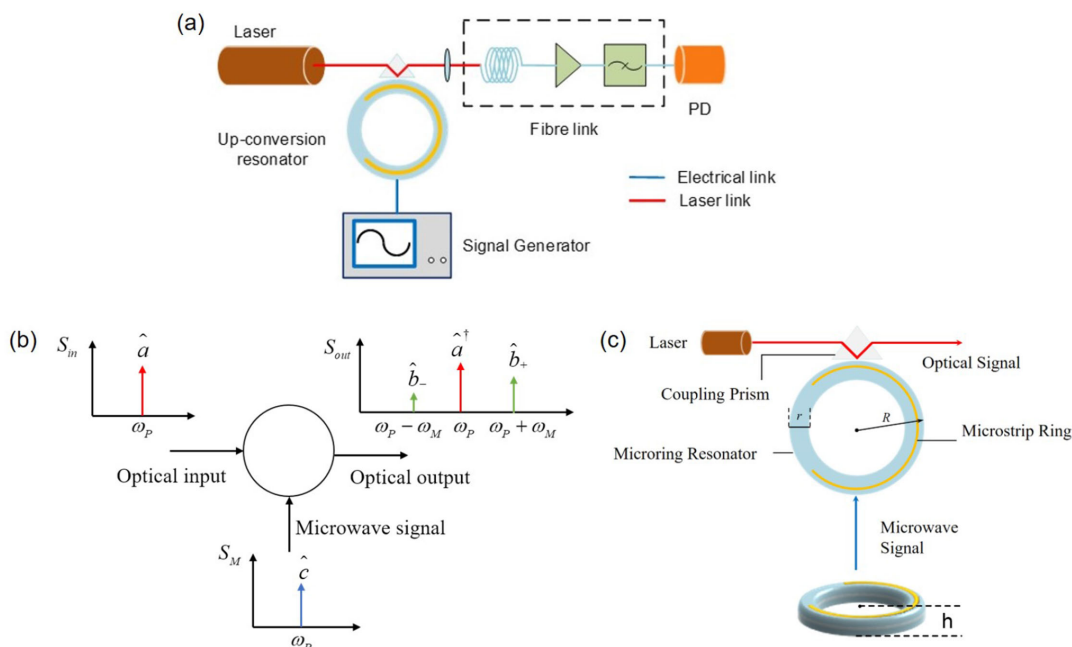 (a)
Laser
Fibre link
PD
Up-conversion
resonator
Electrical link
Laser link
Signal Generator
(b)
S_in
â
ω_P
Optical input
S_out
b̂_−
â^†
b̂_+
ω_P − ω_M
ω_P
ω_P + ω_M
Optical output
Microwave signal
S_M
ĉ
ω_P
(c)
Laser
Optical Signal
Coupling Prism
r
R
Microstrip Ring
Microring Resonator
Microwave
Signal
h